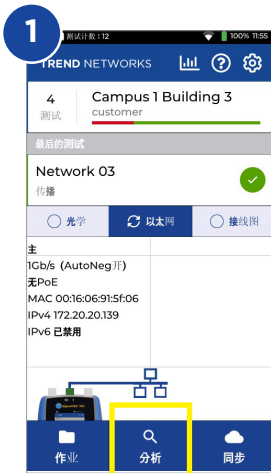 1
测试计数：12
100% 11:55
TREND NETWORKS
4 Campus 1 Building 3
测试 customer
最后的测试
Network 03
传播
光学 以太网 接线图
主
1Gb/s (AutoNeg开)
无PoE
MAC 00:16:06:91:5f:06
IPv4 172.20.20.139
IPv6 已禁用
作业 分析 同步